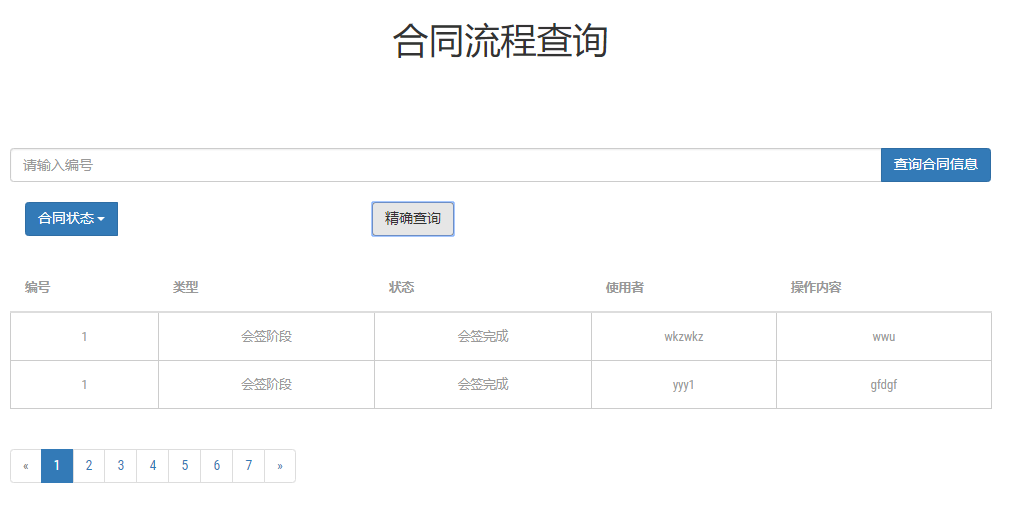 合同流程查询
请输入编号 查询合同信息
合同状态 精确查询
编号 类型 状态 使用者 操作内容
1 会签阶段 会签完成 wkzwkz wwu
1 会签阶段 会签完成 yyy1 gfdgf
« 1 2 3 4 5 6 7 »